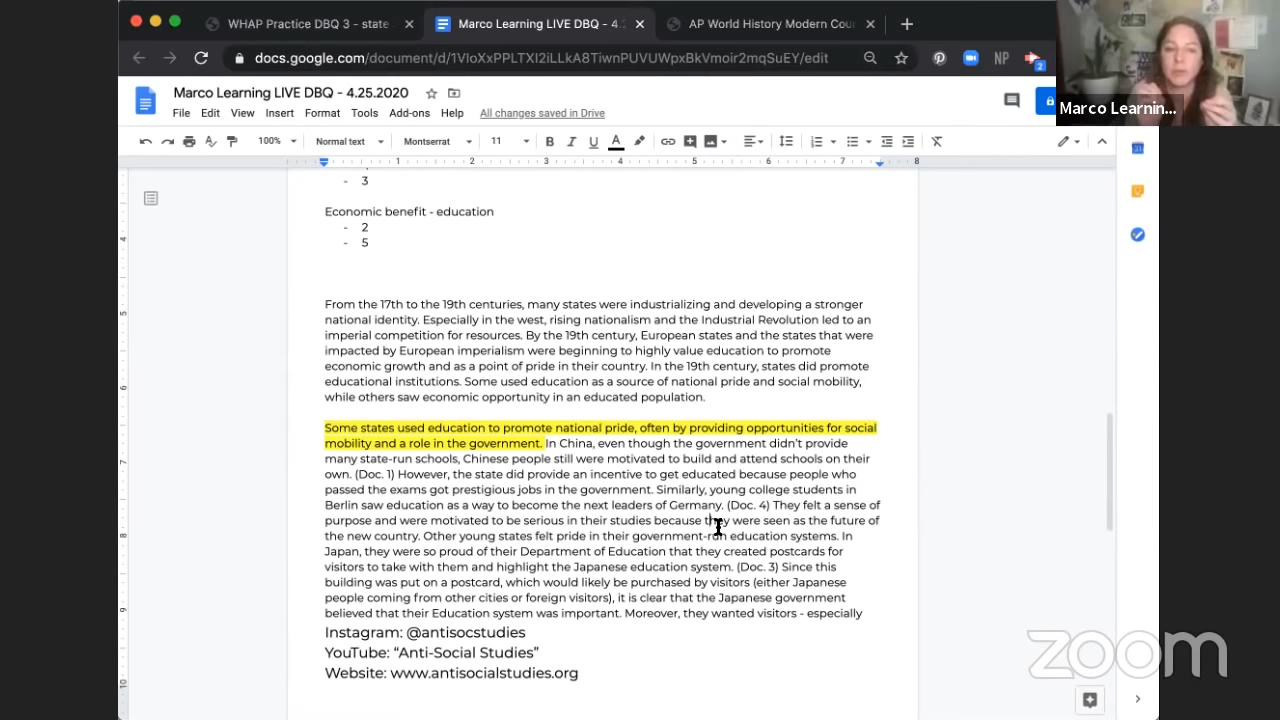 WHAP Practice DBQ 3 - state
Marco Learning LIVE DBQ - 4.2
AP World History Modern Cou
docs.google.com/document/d/1VIoXxPPLTXI2iLLkA8TiwnPUVUWpxBkVmoir2mqSuEY/edit
NP
2
Marco Learnin...
Marco Learning LIVE DBQ - 4.25.2020
File Edit View Insert Format Tools Add-ons Help All changes saved in Drive
100% Normal text Montserrat 11 B I U A
1 2 3 4 5 6 7 8
- 3
Economic benefit - education
- 2
- 5
From the 17th to the 19th centuries, many states were industrializing and developing a stronger
national identity. Especially in the west, rising nationalism and the Industrial Revolution led to an
imperial competition for resources. By the 19th century, European states and the states that were
impacted by European imperialism were beginning to highly value education to promote
economic growth and as a point of pride in their country. In the 19th century, states did promote
educational institutions. Some used education as a source of national pride and social mobility,
while others saw economic opportunity in an educated population.
Some states used education to promote national pride, often by providing opportunities for social
mobility and a role in the government. In China, even though the government didn't provide
many state-run schools, Chinese people still were motivated to build and attend schools on their
own. (Doc. 1) However, the state did provide an incentive to get educated because people who
passed the exams got prestigious jobs in the government. Similarly, young college students in
Berlin saw education as a way to become the next leaders of Germany. (Doc. 4) They felt a sense of
purpose and were motivated to be serious in their studies because they were seen as the future of
the new country. Other young states felt pride in their government-run education systems. In
Japan, they were so proud of their Department of Education that they created postcards for
visitors to take with them and highlight the Japanese education system. (Doc. 3) Since this
building was put on a postcard, which would likely be purchased by visitors (either Japanese
people coming from other cities or foreign visitors), it is clear that the Japanese government
believed that their Education system was important. Moreover, they wanted visitors - especially
Instagram: @antisocstudies
YouTube: “Anti-Social Studies”
Website: www.antisocialstudies.org
4
5
6
7
8
9
10
zoom